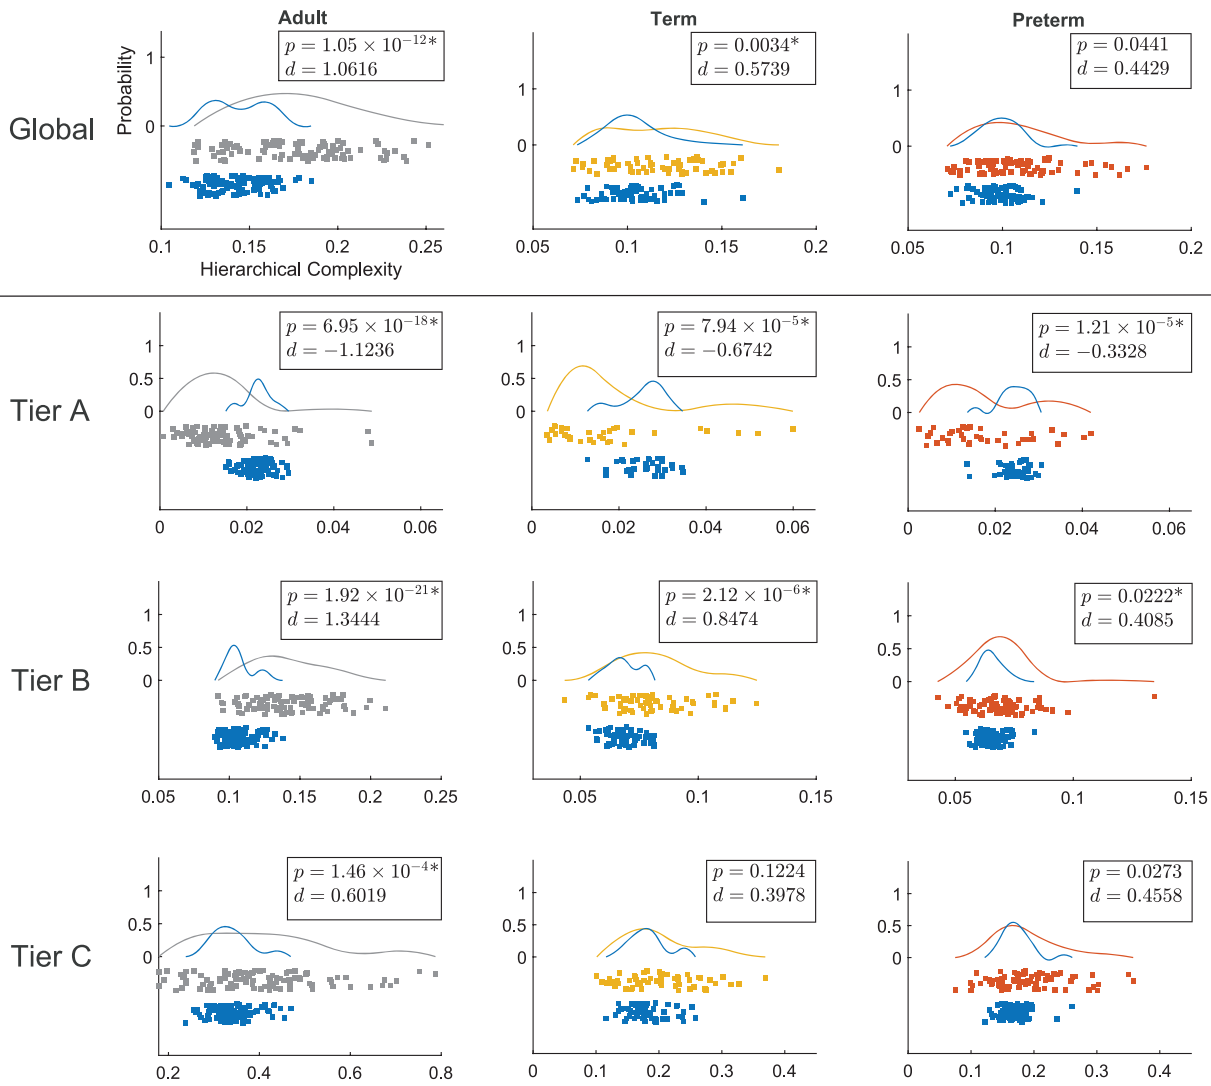 Adult
Term
Preterm
Global
Probability
1
0
p = 1.05 × 10⁻¹²*
d = 1.0616
0.1
0.15
0.2
0.25
Hierarchical Complexity
1
0
p = 0.0034*
d = 0.5739
0.05
0.1
0.15
0.2
1
0
p = 0.0441
d = 0.4429
0.05
0.1
0.15
0.2
Tier A
1
0.5
0
p = 6.95 × 10⁻¹⁸*
d = −1.1236
0
0.02
0.04
0.06
1
0.5
0
p = 7.94 × 10⁻⁵*
d = −0.6742
0
0.02
0.04
0.06
1
0.5
0
p = 1.21 × 10⁻⁵*
d = −0.3328
0
0.02
0.04
0.06
Tier B
1
0.5
0
p = 1.92 × 10⁻²¹*
d = 1.3444
0.05
0.1
0.15
0.2
0.25
1
0.5
0
p = 2.12 × 10⁻⁶*
d = 0.8474
0.05
0.1
0.15
1
0.5
0
p = 0.0222*
d = 0.4085
0.05
0.1
0.15
Tier C
1
0.5
0
p = 1.46 × 10⁻⁴*
d = 0.6019
0.2
0.4
0.6
0.8
1
0.5
0
p = 0.1224
d = 0.3978
0
0.1
0.2
0.3
0.4
1
0.5
0
p = 0.0273
d = 0.4558
0
0.1
0.2
0.3
0.4